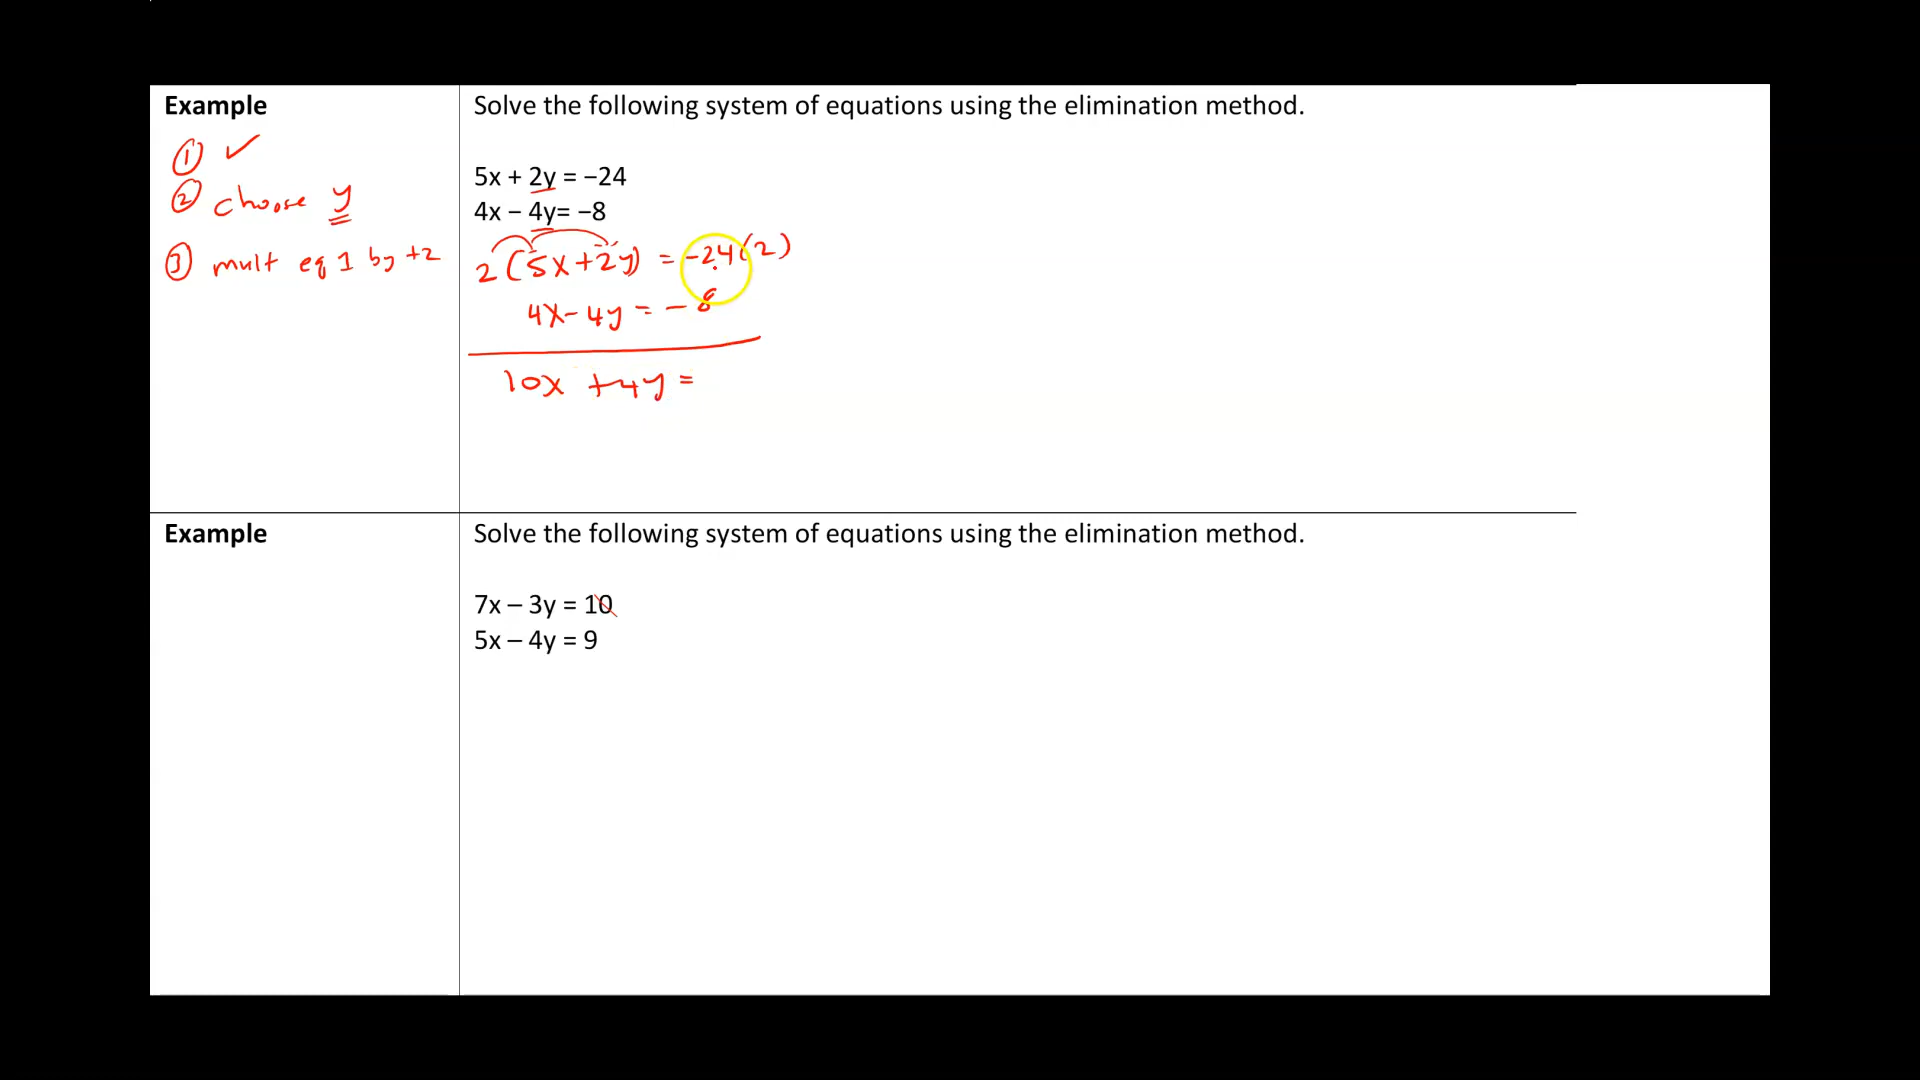 Example
① ✓
② choose y
③ mult eq 1 by +2
Solve the following system of equations using the elimination method.
5x + 2y = −24
4x − 4y= −8
2(5x+2y) = -24(2)
4x-4y = -8
10x +4y =
Example
Solve the following system of equations using the elimination method.
7x – 3y = 10
5x – 4y = 9